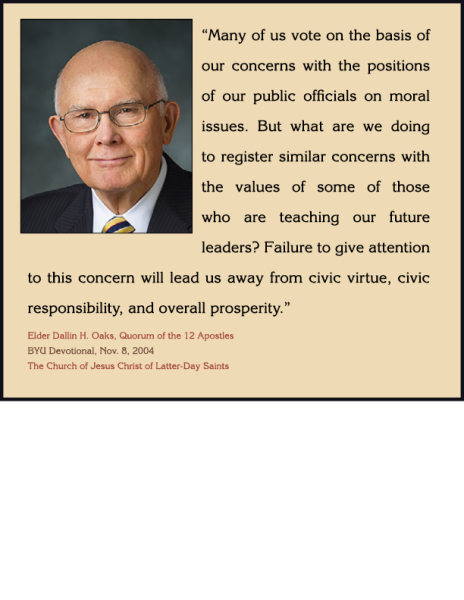 “Many of us vote on the basis of
our concerns with the positions
of our public officials on moral
issues. But what are we doing
to register similar concerns with
the values of some of those
who are teaching our future
leaders? Failure to give attention
to this concern will lead us away from civic virtue, civic
responsibility, and overall prosperity.”
Elder Dallin H. Oaks, Quorum of the 12 Apostles
BYU Devotional, Nov. 8, 2004
The Church of Jesus Christ of Latter-Day Saints